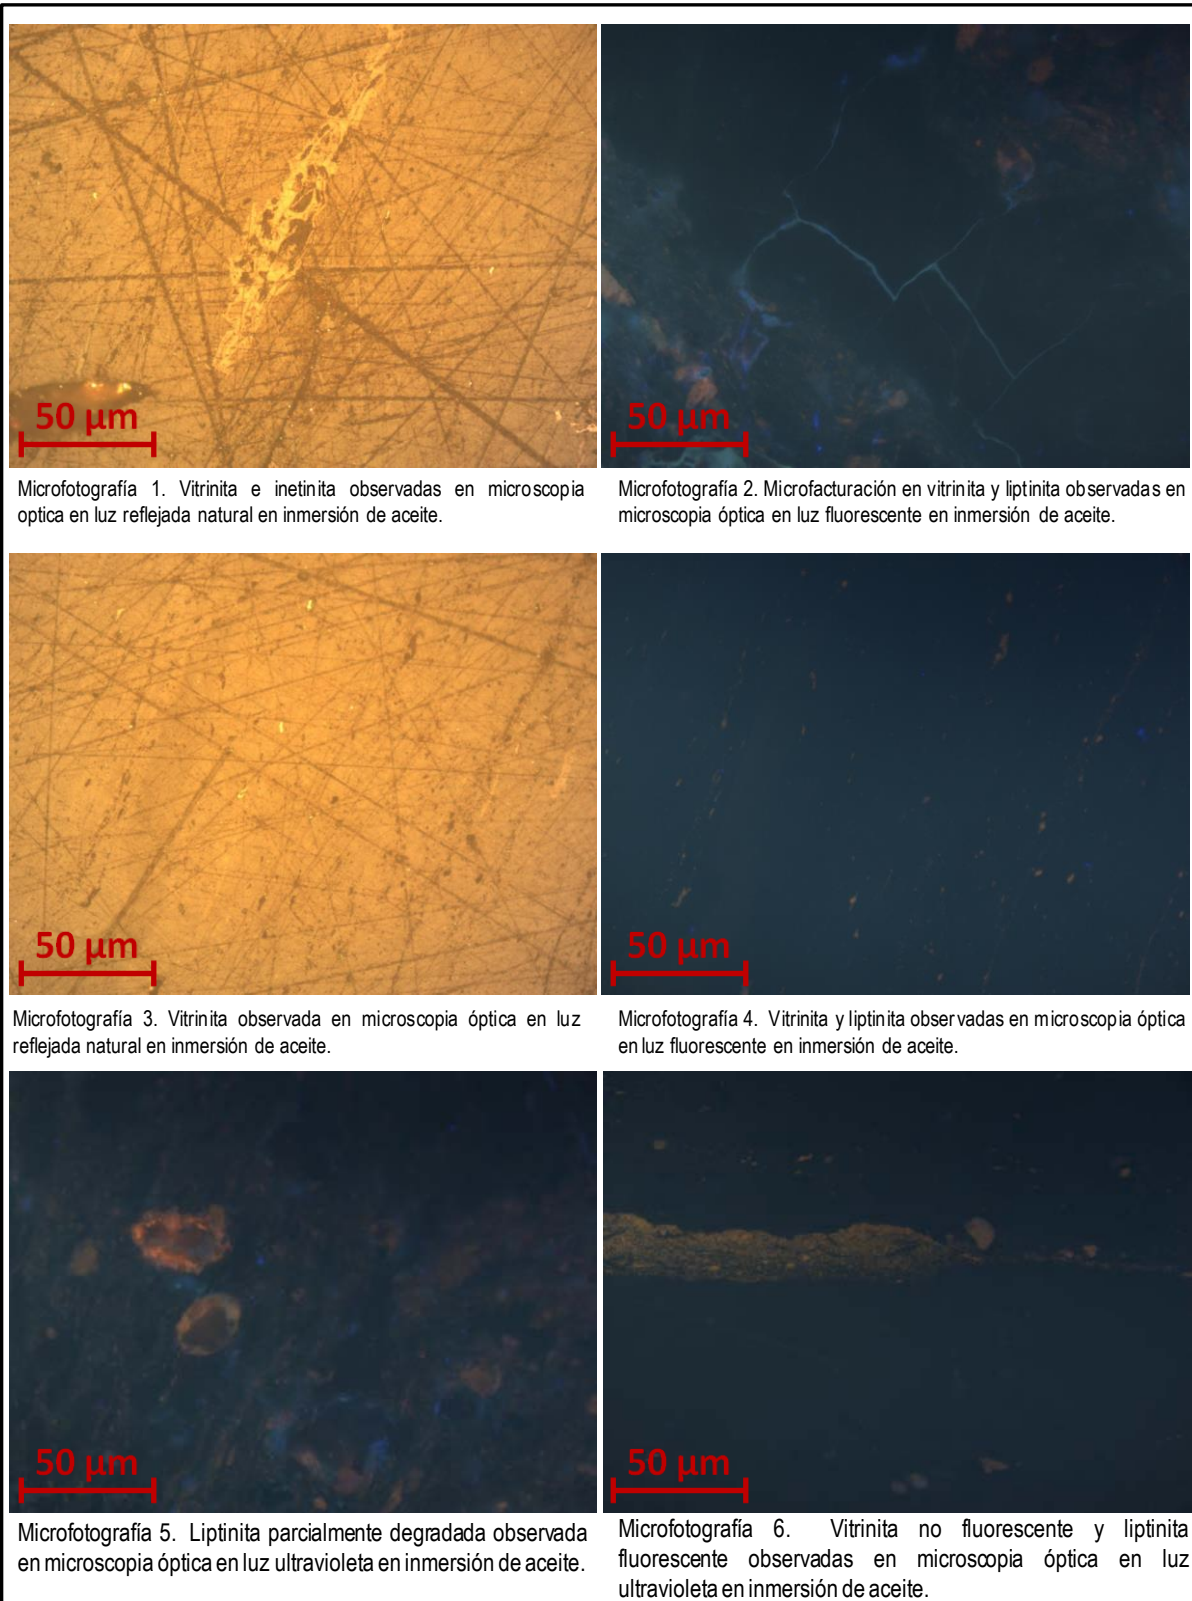 50 µm
50 µm
Microfotografía 1. Vitrinita e inetinita observadas en microscopia
optica en luz reflejada natural en inmersión de aceite.
Microfotografía 2. Microfacturación en vitrinita y liptinita observadas en
microscopia óptica en luz fluorescente en inmersión de aceite.
50 µm
50 µm
Microfotografía 3. Vitrinita observada en microscopia óptica en luz
reflejada natural en inmersión de aceite.
Microfotografía 4. Vitrinita y liptinita observadas en microscopia óptica
en luz fluorescente en inmersión de aceite.
50 µm
50 µm
Microfotografía 5. Liptinita parcialmente degradada observada
en microscopia óptica en luz ultravioleta en inmersión de aceite.
Microfotografía 6. Vitrinita no fluorescente y liptinita
fluorescente observadas en microscopia óptica en luz
ultravioleta en inmersión de aceite.